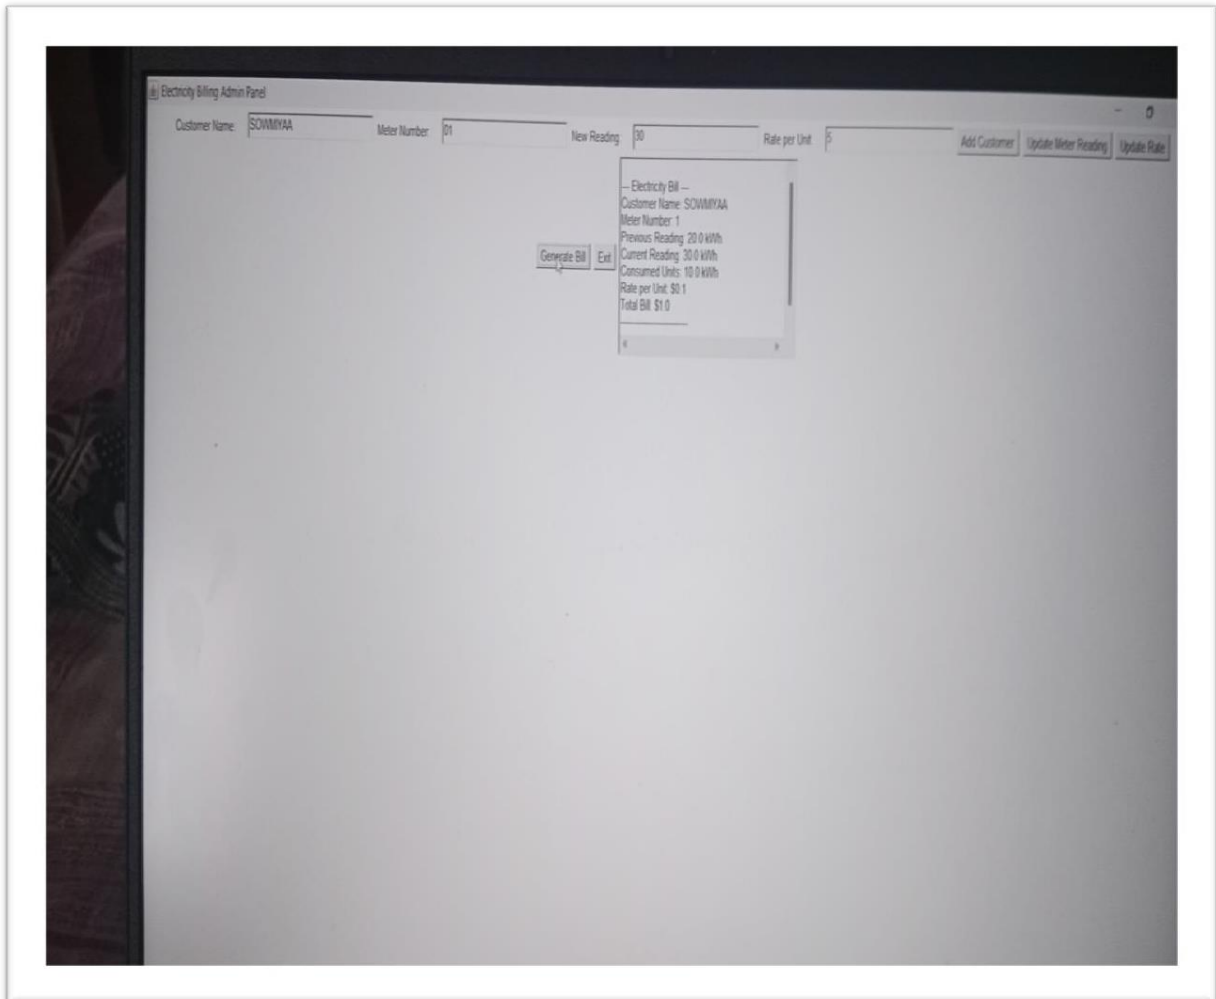 Electricity Billing Admin Panel
Customer Name: SOWMIYAA Meter Number 01 New Reading 30 Rate per Unit 5 Add Customer Update Meter Reading Update Rate
Generate Bill Exit
--- Electricity Bill ---
Customer Name: SOWMIYAA
Meter Number: 1
Previous Reading: 20.0 kWh
Current Reading: 30.0 kWh
Consumed Units: 10.0 kWh
Rate per Unit: $0.1
Total Bill: $1.0